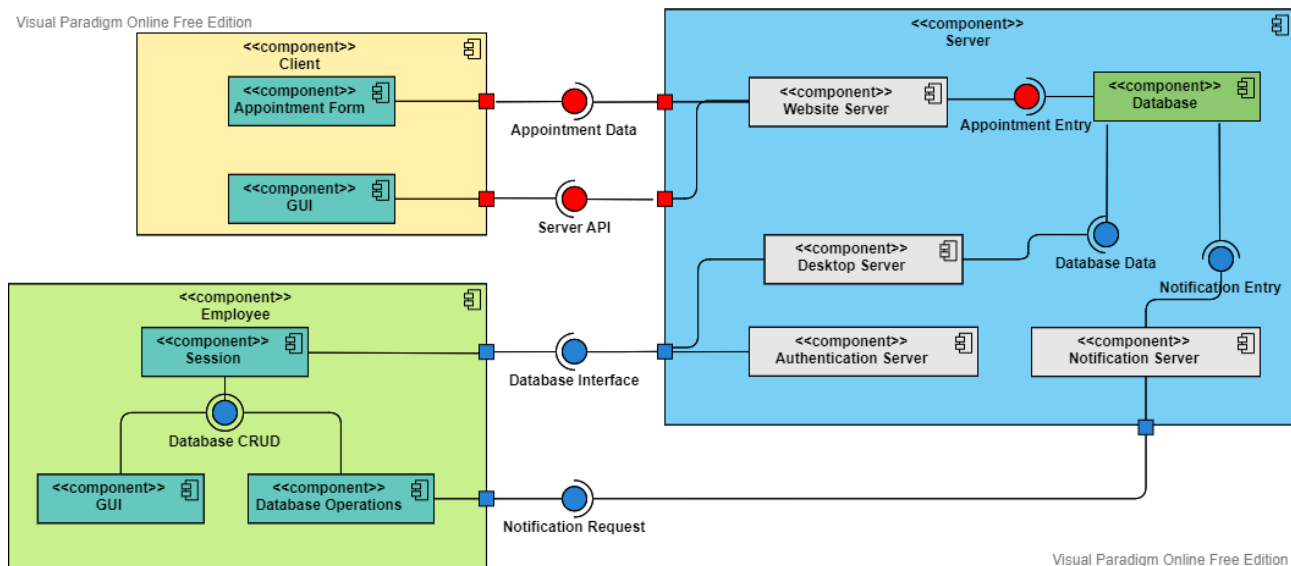 Visual Paradigm Online Free Edition
<<component>>
Client
<<component>>
Appointment Form
<<component>>
GUI
Appointment Data
Server API
<<component>>
Server
<<component>>
Website Server
Appointment Entry
<<component>>
Database
<<component>>
Desktop Server
Database Data
Notification Entry
<<component>>
Authentication Server
<<component>>
Notification Server
<<component>>
Employee
<<component>>
Session
Database Interface
Database CRUD
<<component>>
GUI
<<component>>
Database Operations
Notification Request
Visual Paradigm Online Free Edition